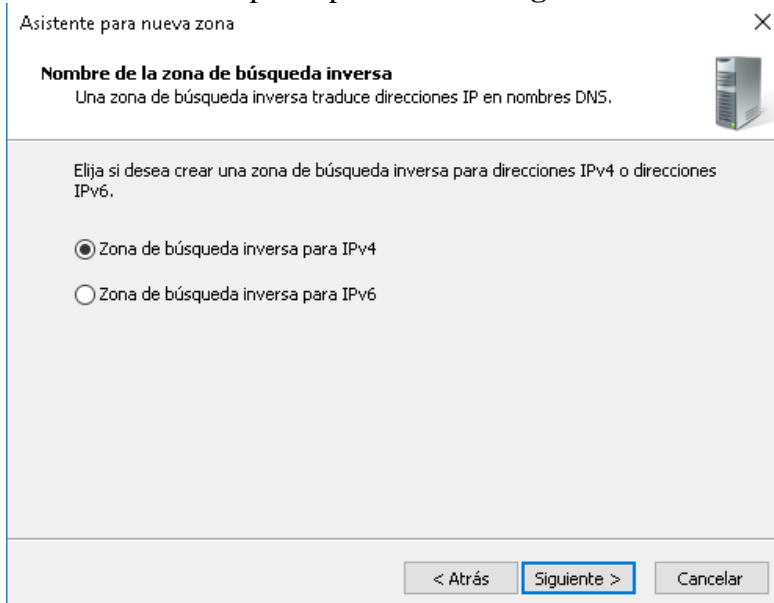 Asistente para nueva zona
Nombre de la zona de búsqueda inversa
Una zona de búsqueda inversa traduce direcciones IP en nombres DNS.
Elija si desea crear una zona de búsqueda inversa para direcciones IPv4 o direcciones
IPv6.
Zona de búsqueda inversa para IPv4
Zona de búsqueda inversa para IPv6
< Atrás Siguiente > Cancelar